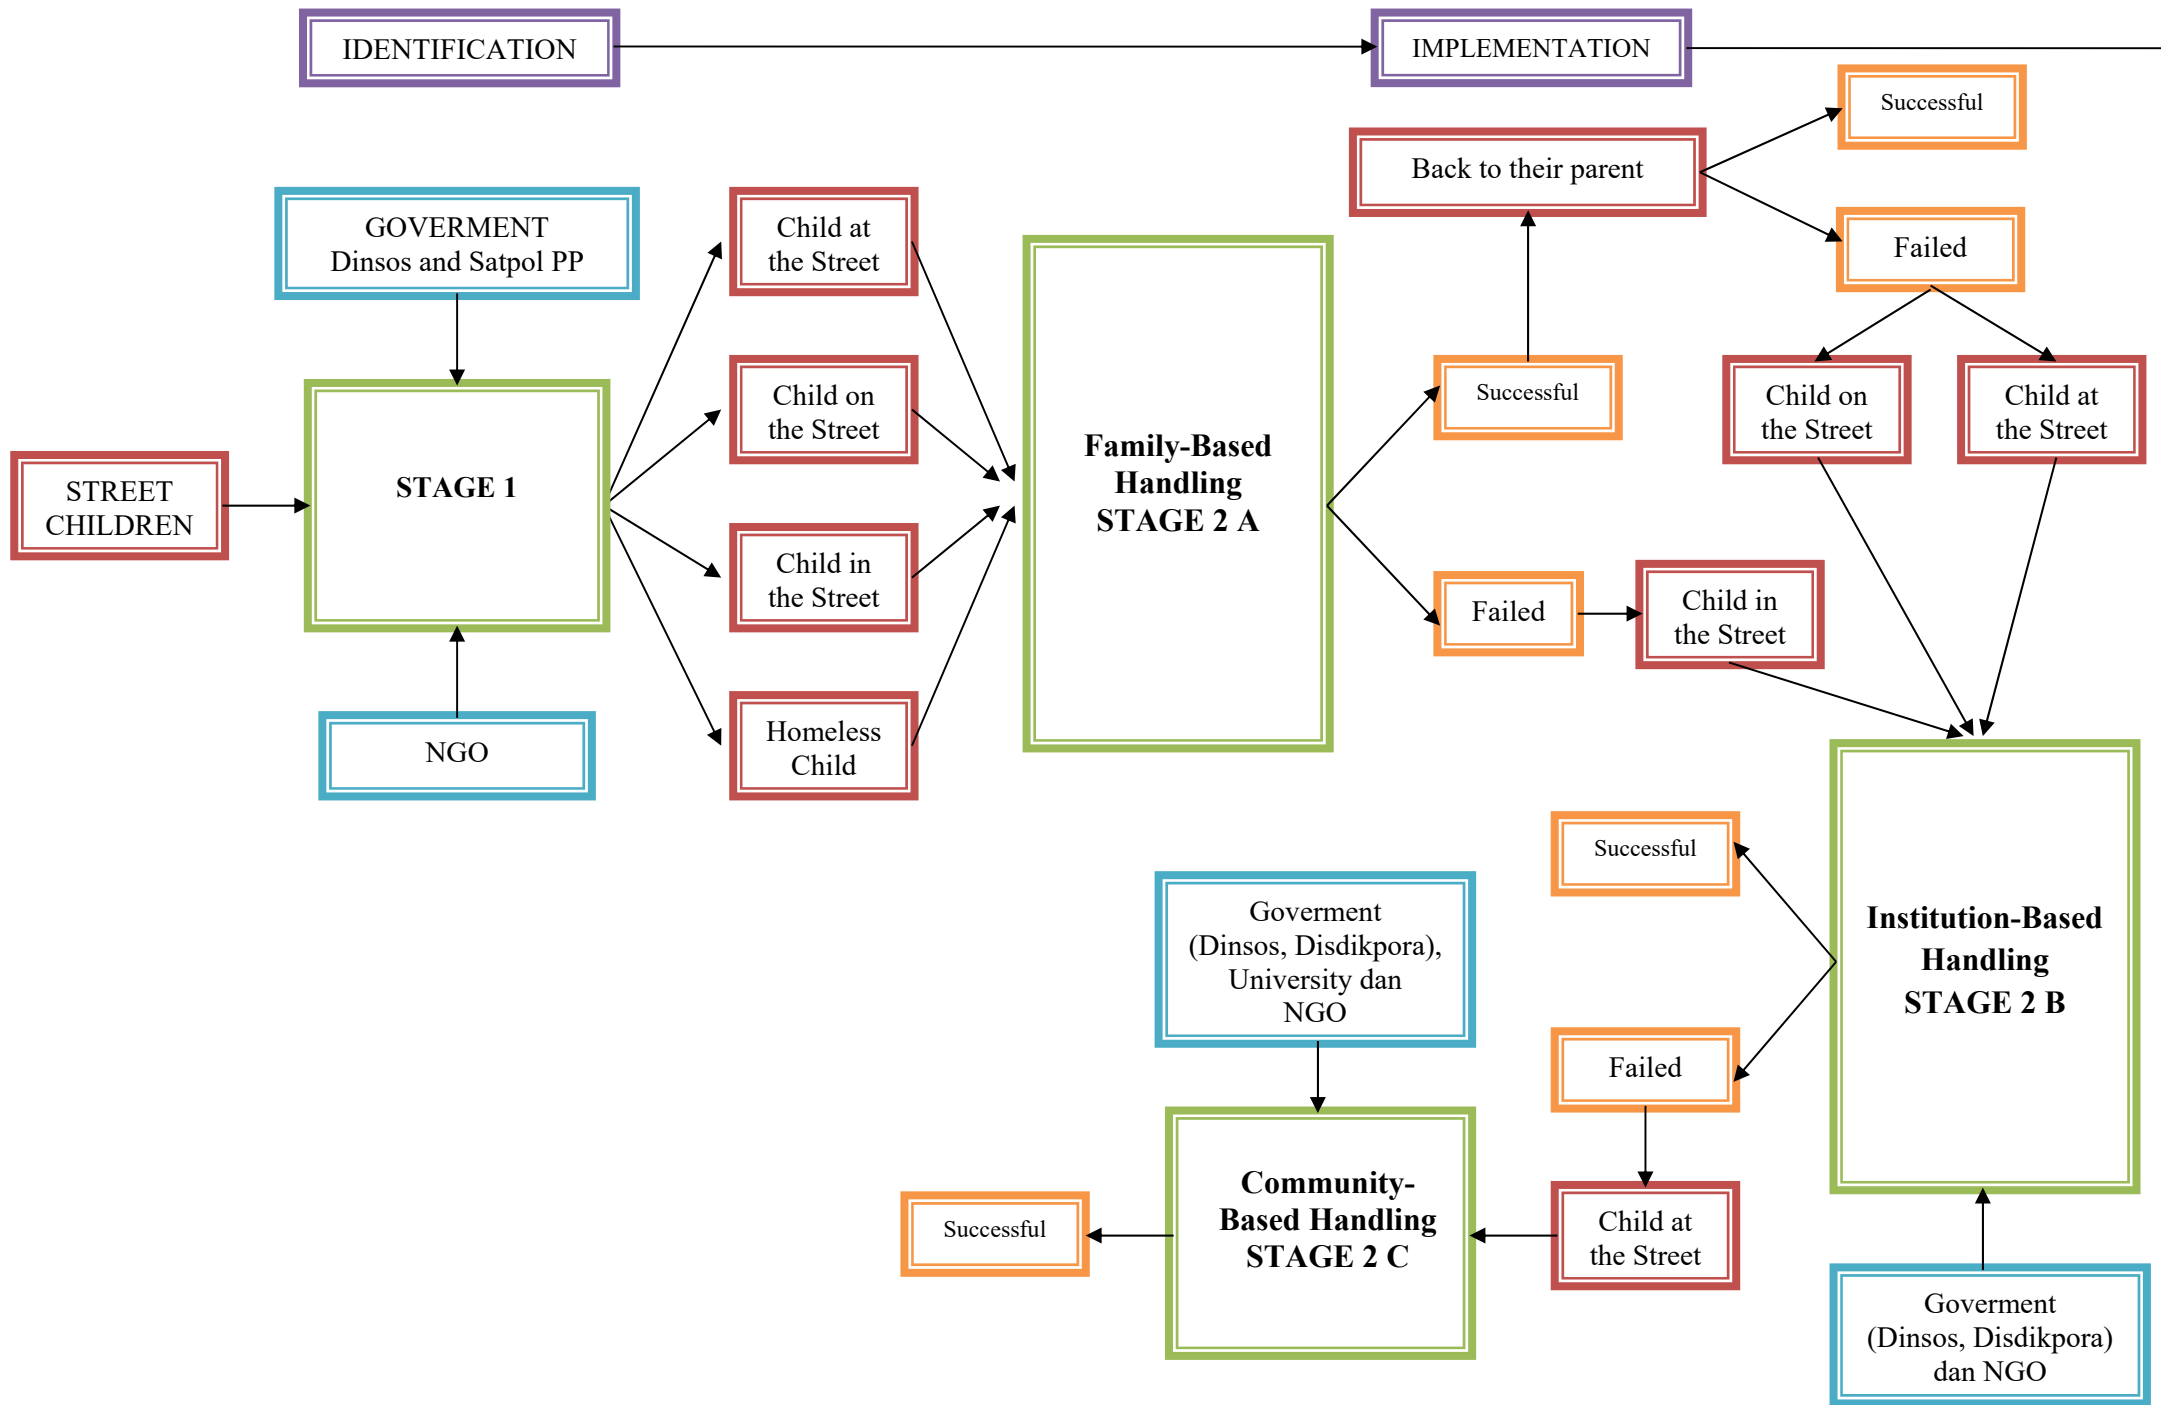 IDENTIFICATION
IMPLEMENTATION
Successful
Back to their parent
GOVERMENT
Dinsos and Satpol PP
Child at
the Street
Failed
Child on
the Street
Successful
Child on
the Street
Child at
the Street
STREET
CHILDREN
STAGE 1
Family-Based
Handling
STAGE 2 A
Child in
the Street
Failed
Child in
the Street
NGO
Homeless
Child
Successful
Goverment
(Dinsos, Disdikpora),
University dan
NGO
Institution-Based
Handling
STAGE 2 B
Failed
Community-
Based Handling
STAGE 2 C
Successful
Child at
the Street
Goverment
(Dinsos, Disdikpora)
dan NGO